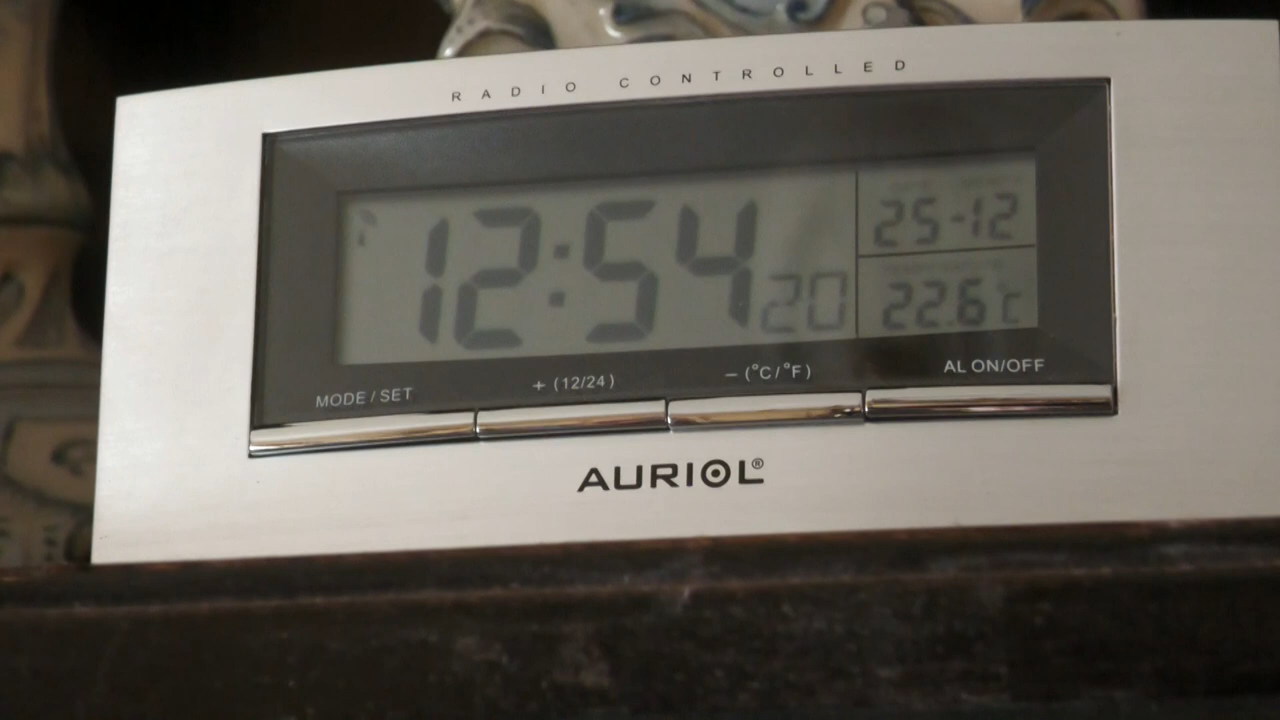 RADIO CONTROLLED
12:54 20
25-12
22.6°C
MODE / SET
+ (12/24)
– (°C/°F)
AL ON/OFF
AURIOL®